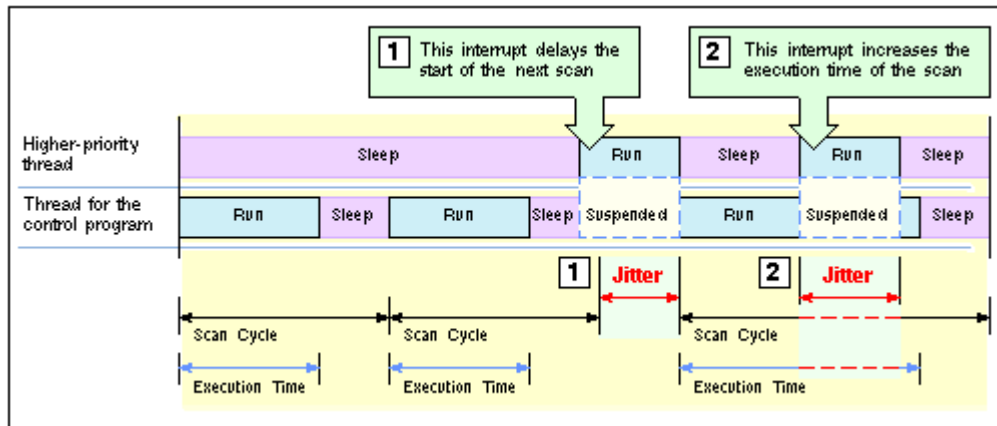 1 This interrupt delays the
start of the next scan
2 This interrupt increases the
execution time of the scan
Higher-priority
thread
Sleep
Run
Sleep
Run
Sleep
Thread for the
control program
Run
Sleep
Run
Sleep
Suspended
Run
Suspended
Sleep
1 Jitter
2 Jitter
Scan Cycle
Scan Cycle
Scan Cycle
Execution Time
Execution Time
Execution Time